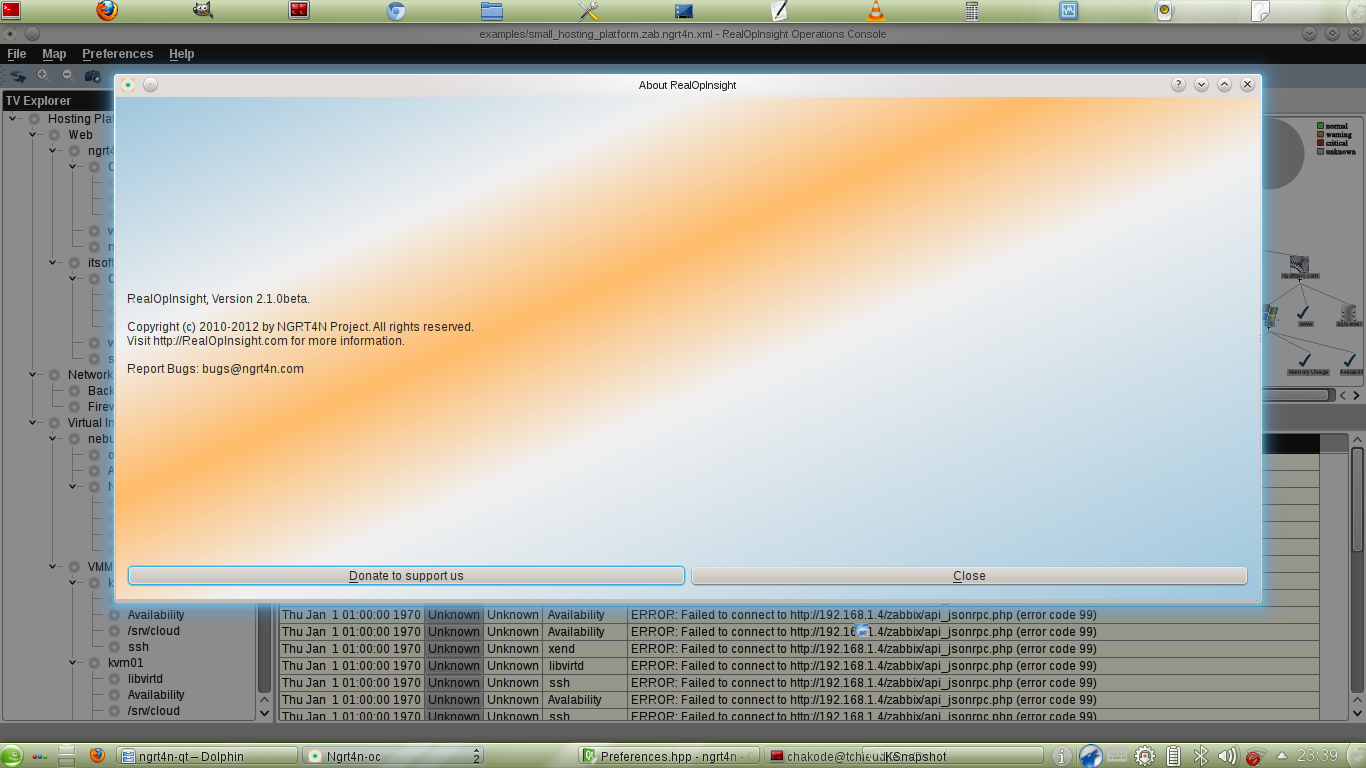 examples/small_hosting_platform.zab.ngrt4n.xml - RealOpInsight Operations Console
File Map Preferences Help
About RealOpInsight
TV Explorer
Hosting Pla
Web
ngrt4n
itsoft
Network
Back
Firew
Virtual In
nebu
VMM
Availability
/srv/cloud
ssh
kvm01
libvirtd
Availability
/srv/cloud
normal
warning
critical
unknown
www
Memory Usage
RealOpInsight, Version 2.1.0beta.
Copyright (c) 2010-2012 by NGRT4N Project. All rights reserved.
Visit http://RealOpInsight.com for more information.
Report Bugs: bugs@ngrt4n.com
Donate to support us
Close
Thu Jan 1 01:00:00 1970 Unknown Unknown Availability ERROR: Failed to connect to http://192.168.1.4/zabbix/api_jsonrpc.php (error code 99)
Thu Jan 1 01:00:00 1970 Unknown Unknown Availability ERROR: Failed to connect to http://192.16 1.4/zabbix/api_jsonrpc.php (error code 99)
Thu Jan 1 01:00:00 1970 Unknown Unknown xend ERROR: Failed to connect to http://192.168.1.4/zabbix/api_jsonrpc.php (error code 99)
Thu Jan 1 01:00:00 1970 Unknown Unknown libvirtd ERROR: Failed to connect to http://192.168.1.4/zabbix/api_jsonrpc.php (error code 99)
Thu Jan 1 01:00:00 1970 Unknown Unknown ssh ERROR: Failed to connect to http://192.168.1.4/zabbix/api_jsonrpc.php (error code 99)
Thu Jan 1 01:00:00 1970 Unknown Unknown Avalability ERROR: Failed to connect to http://192.168.1.4/zabbix/api_jsonrpc.php (error code 99)
Thu Jan 1 01:00:00 1970 Unknown Unknown ssh ERROR: Failed to connect to http://192.168.1.4/zabbix/api_jsonrpc.php (error code 99)
ngrt4n-qt – Dolphin
Ngrt4n-oc
2
Preferences.hpp - ngrt4n -
chakode@tchieu
KSnapshot
23:39